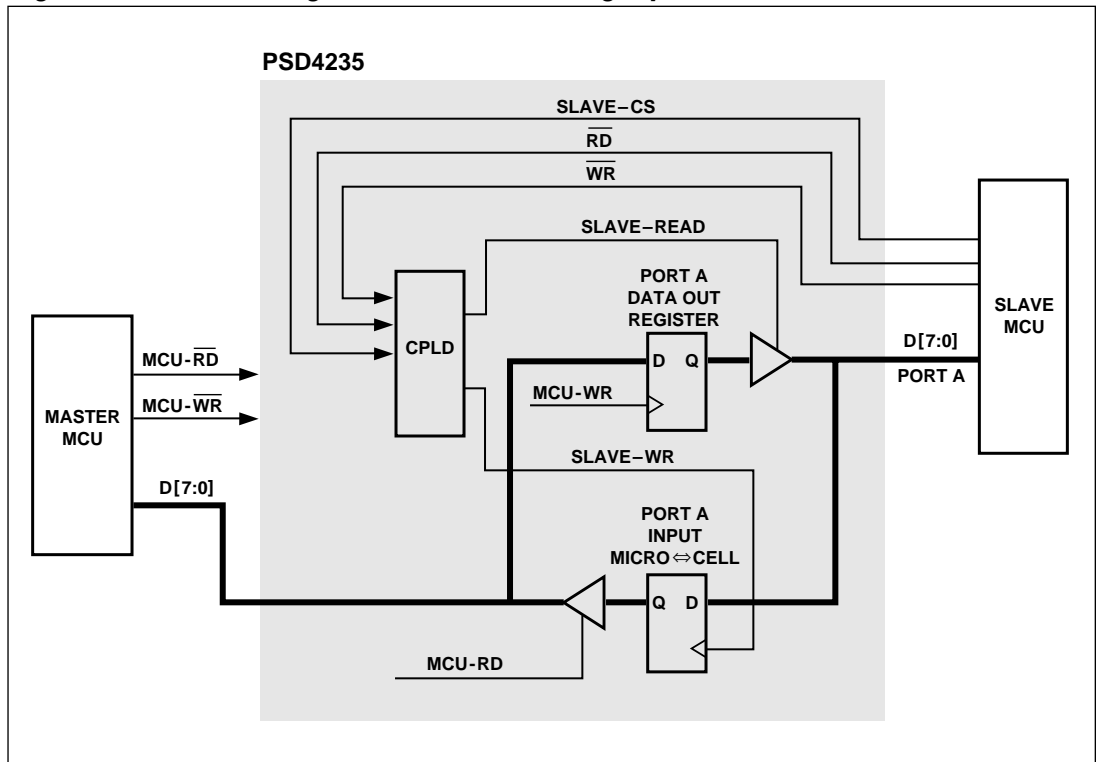 PSD4235
SLAVE–CS
RD
WR
SLAVE–READ
PORT A
DATA OUT
REGISTER
D Q
MCU-WR
CPLD
MCU-RD
MCU-WR
MASTER
MCU
D[7:0]
SLAVE
MCU
D[7:0]
PORT A
SLAVE–WR
PORT A
INPUT
MICRO⇔CELL
Q D
MCU-RD